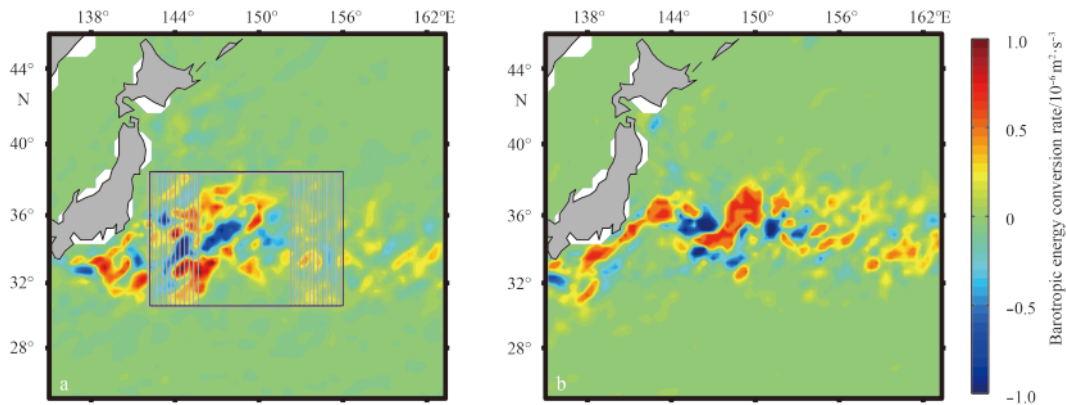 138° 144° 150° 156° 162°E 138° 144° 150° 156° 162°E
44° 44°
N N
40° 40°
36° 36°
32° 32°
28° 28°
a b
1.0
0.5
0
−0.5
−1.0
Barotropic energy conversion rate/10⁻⁶ m²·s⁻³